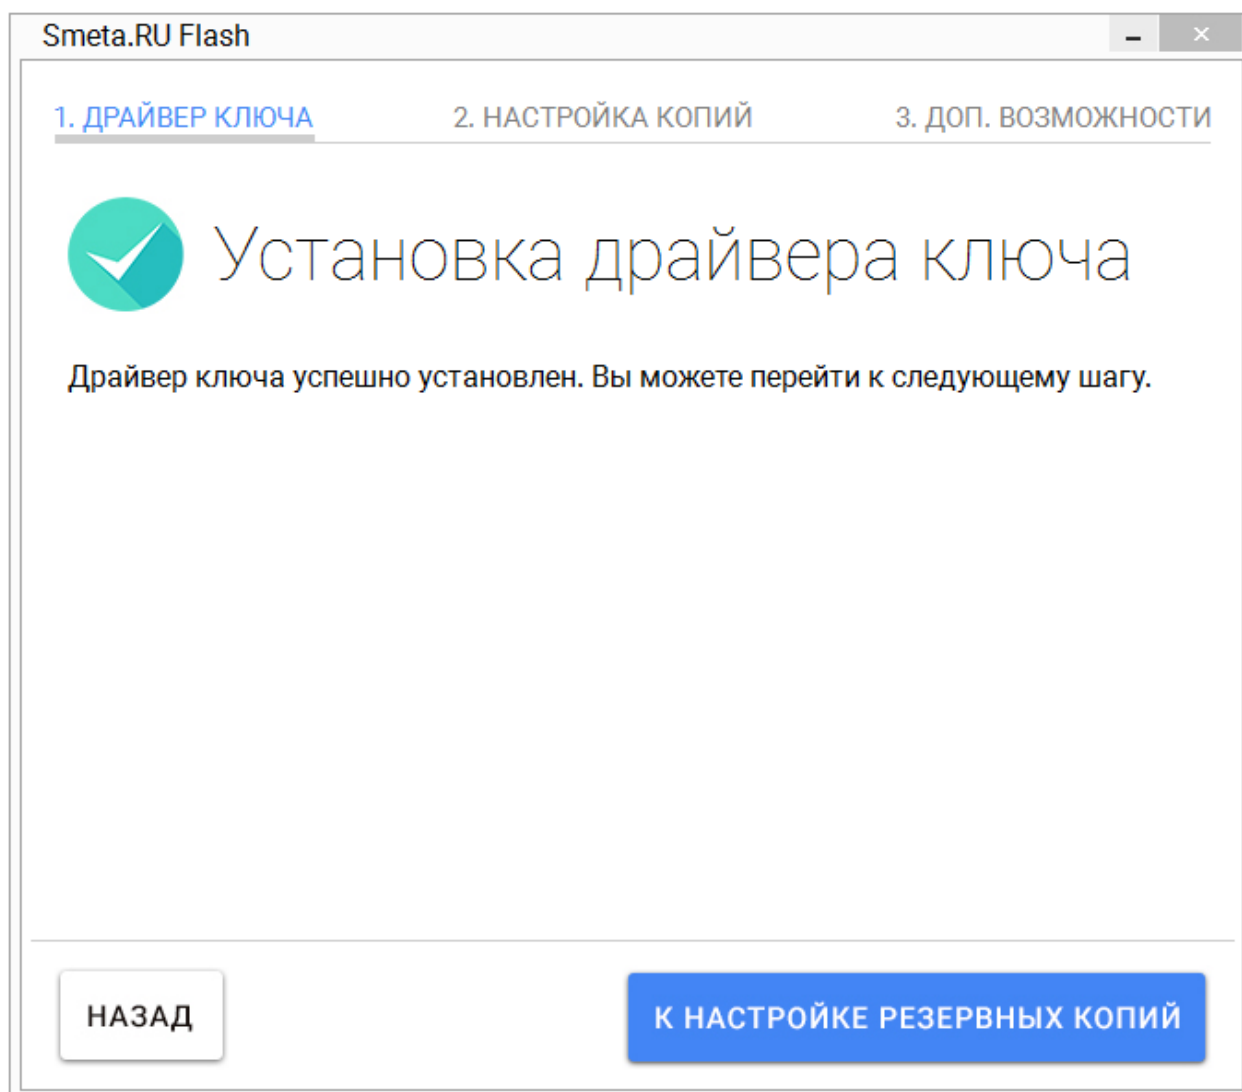 Smeta.RU Flash
1. ДРАЙВЕР КЛЮЧА
2. НАСТРОЙКА КОПИЙ
3. ДОП. ВОЗМОЖНОСТИ
Установка драйвера ключа
Драйвер ключа успешно установлен. Вы можете перейти к следующему шагу.
НАЗАД
К НАСТРОЙКЕ РЕЗЕРВНЫХ КОПИЙ